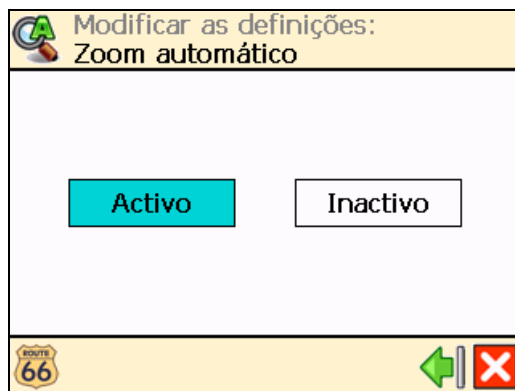 Modificar as definições:
Zoom automático
Activo
Inactivo
ROUTE
66